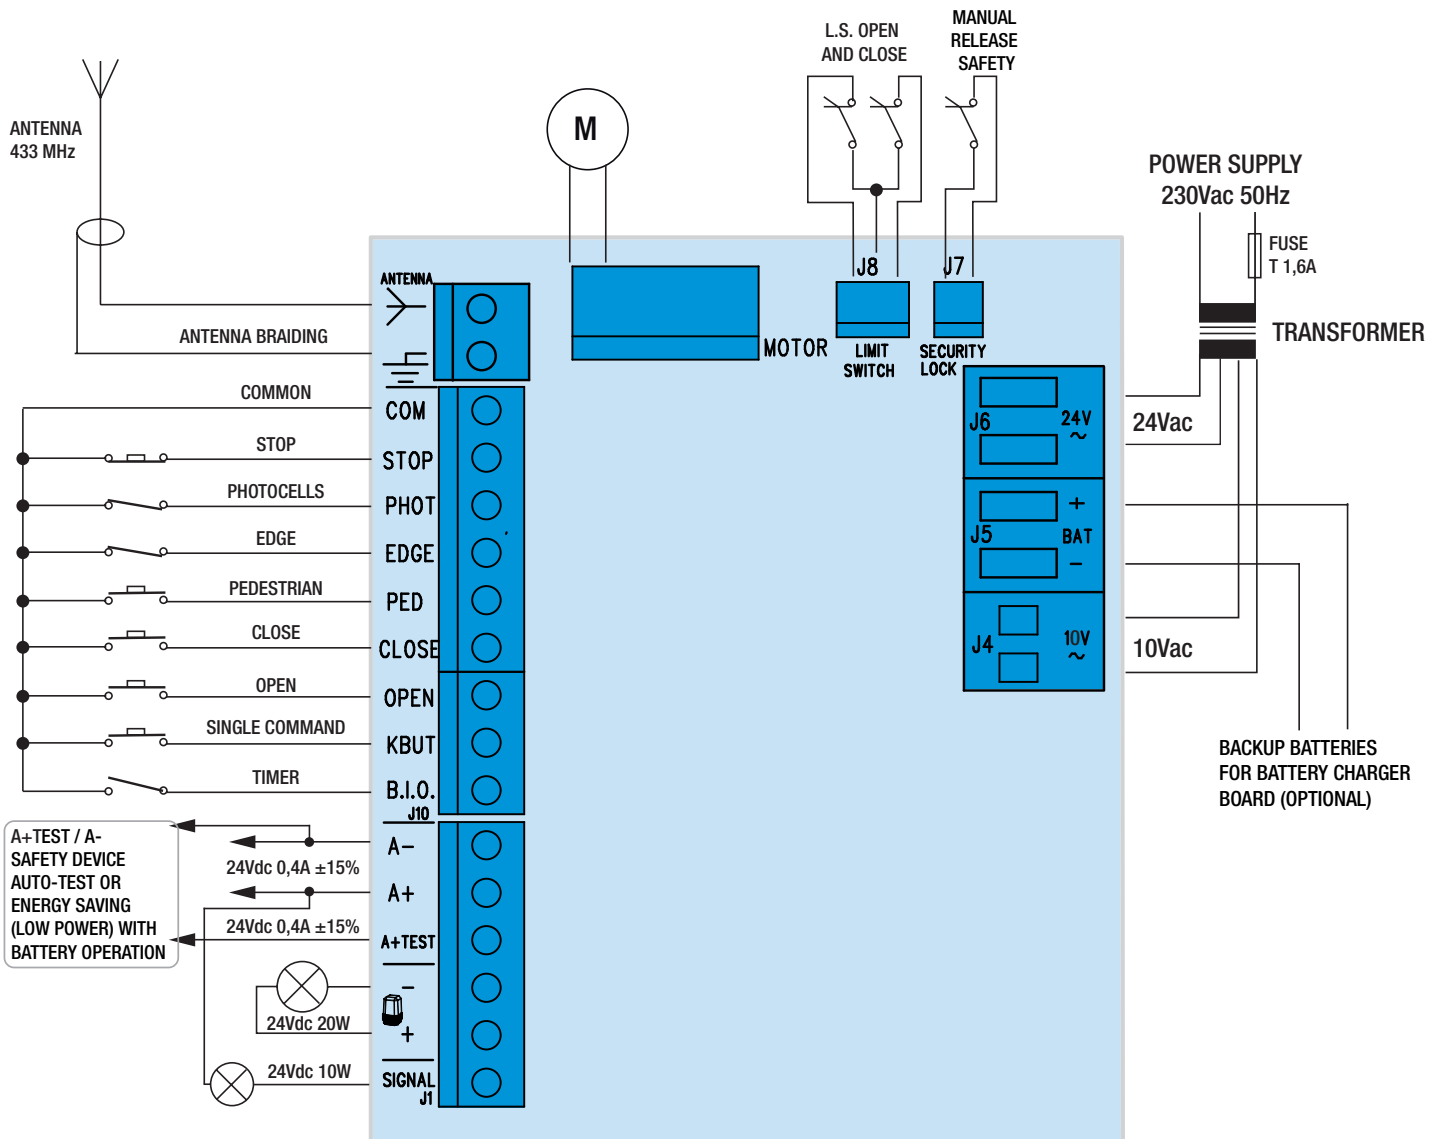 L.S. OPEN
AND CLOSE
MANUAL
RELEASE
SAFETY
ANTENNA
433 MHz
M
POWER SUPPLY
230Vac 50Hz
FUSE
T 1,6A
TRANSFORMER
ANTENNA
ANTENNA BRAIDING
MOTOR
J8
LIMIT
SWITCH
J7
SECURITY
LOCK
COMMON
COM
STOP
STOP
PHOTOCELLS
PHOT
EDGE
EDGE
PEDESTRIAN
PED
CLOSE
CLOSE
OPEN
OPEN
SINGLE COMMAND
KBUT
TIMER
B.I.O.
J10
J6
24V
~
24Vac
J5
+
BAT
–
J4
10V
~
10Vac
BACKUP BATTERIES
FOR BATTERY CHARGER
BOARD (OPTIONAL)
A+TEST / A-
SAFETY DEVICE
AUTO-TEST OR
ENERGY SAVING
(LOW POWER) WITH
BATTERY OPERATION
A–
24Vdc 0,4A ±15%
A+
24Vdc 0,4A ±15%
A+TEST
–
24Vdc 20W
+
24Vdc 10W
SIGNAL
J1